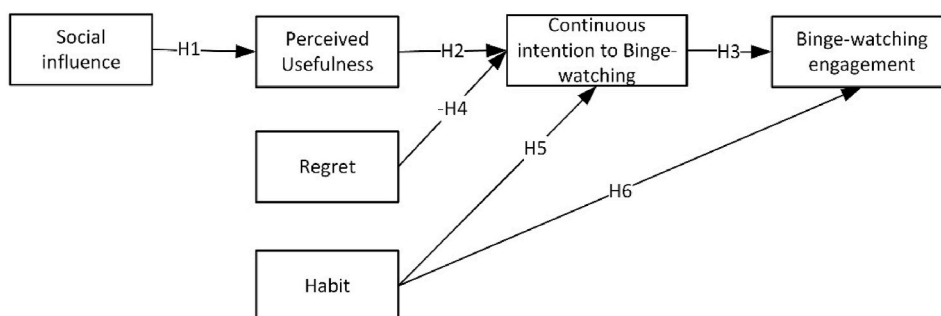 Social
influence
H1
Perceived
Usefulness
H2
Continuous
intention to Binge-
watching
H3
Binge-watching
engagement
-H4
Regret
H5
H6
Habit